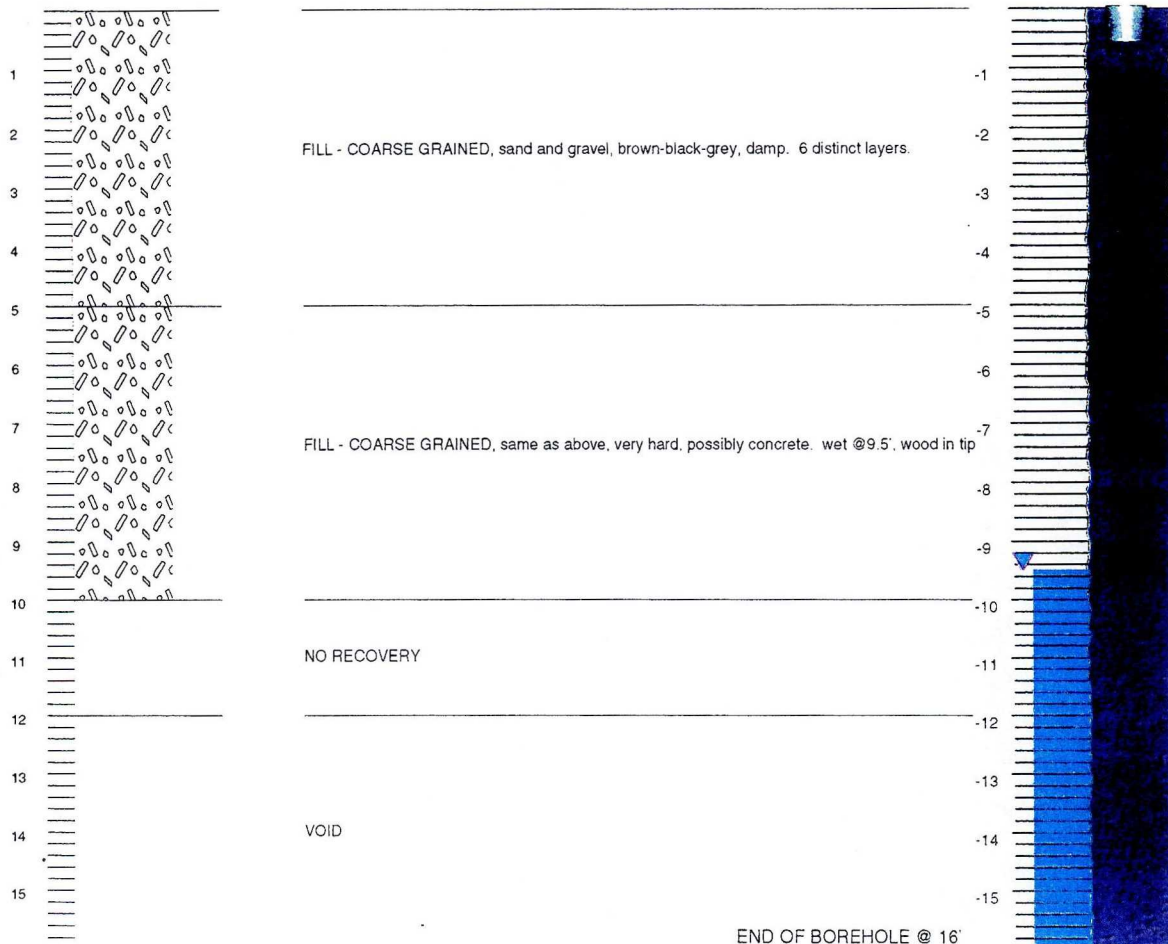 1 -1
2 FILL - COARSE GRAINED, sand and gravel, brown-black-grey, damp. 6 distinct layers. -2
3 -3
4 -4
5 -5
6 -6
7 FILL - COARSE GRAINED, same as above, very hard, possibly concrete. wet @9.5', wood in tip -7
8 -8
9 -9
10 -10
11 NO RECOVERY -11
12 -12
13 -13
14 VOID -14
15 -15
END OF BOREHOLE @ 16'